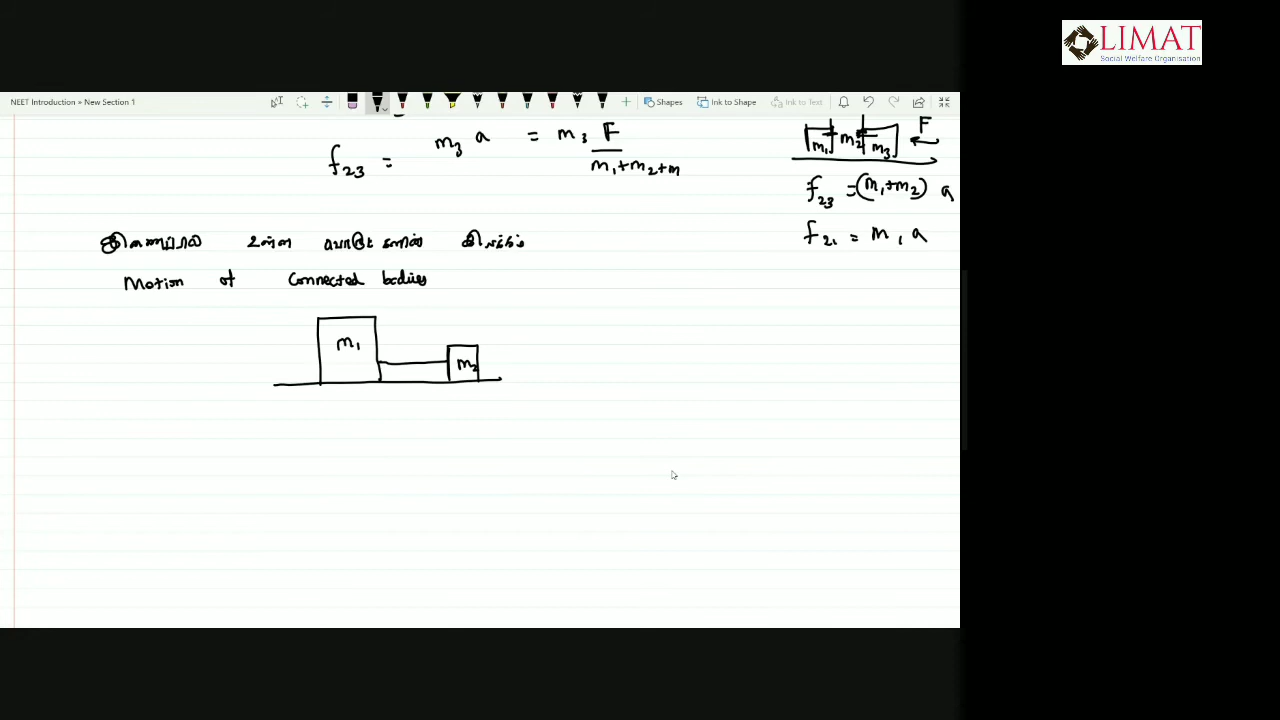 LIMAT
Social Welfare Organisation
NEET Introduction » New Section 1
Shapes
Ink to Shape
Ink to Text
f₂₃ = m₃ a = m₃ F / m₁+m₂+m
m₁ m₂ m₃ F
f₂₃ = (m₁+m₂) a
f₂₁ = m₁ a
Motion of Connected bodies
m₁
m₂